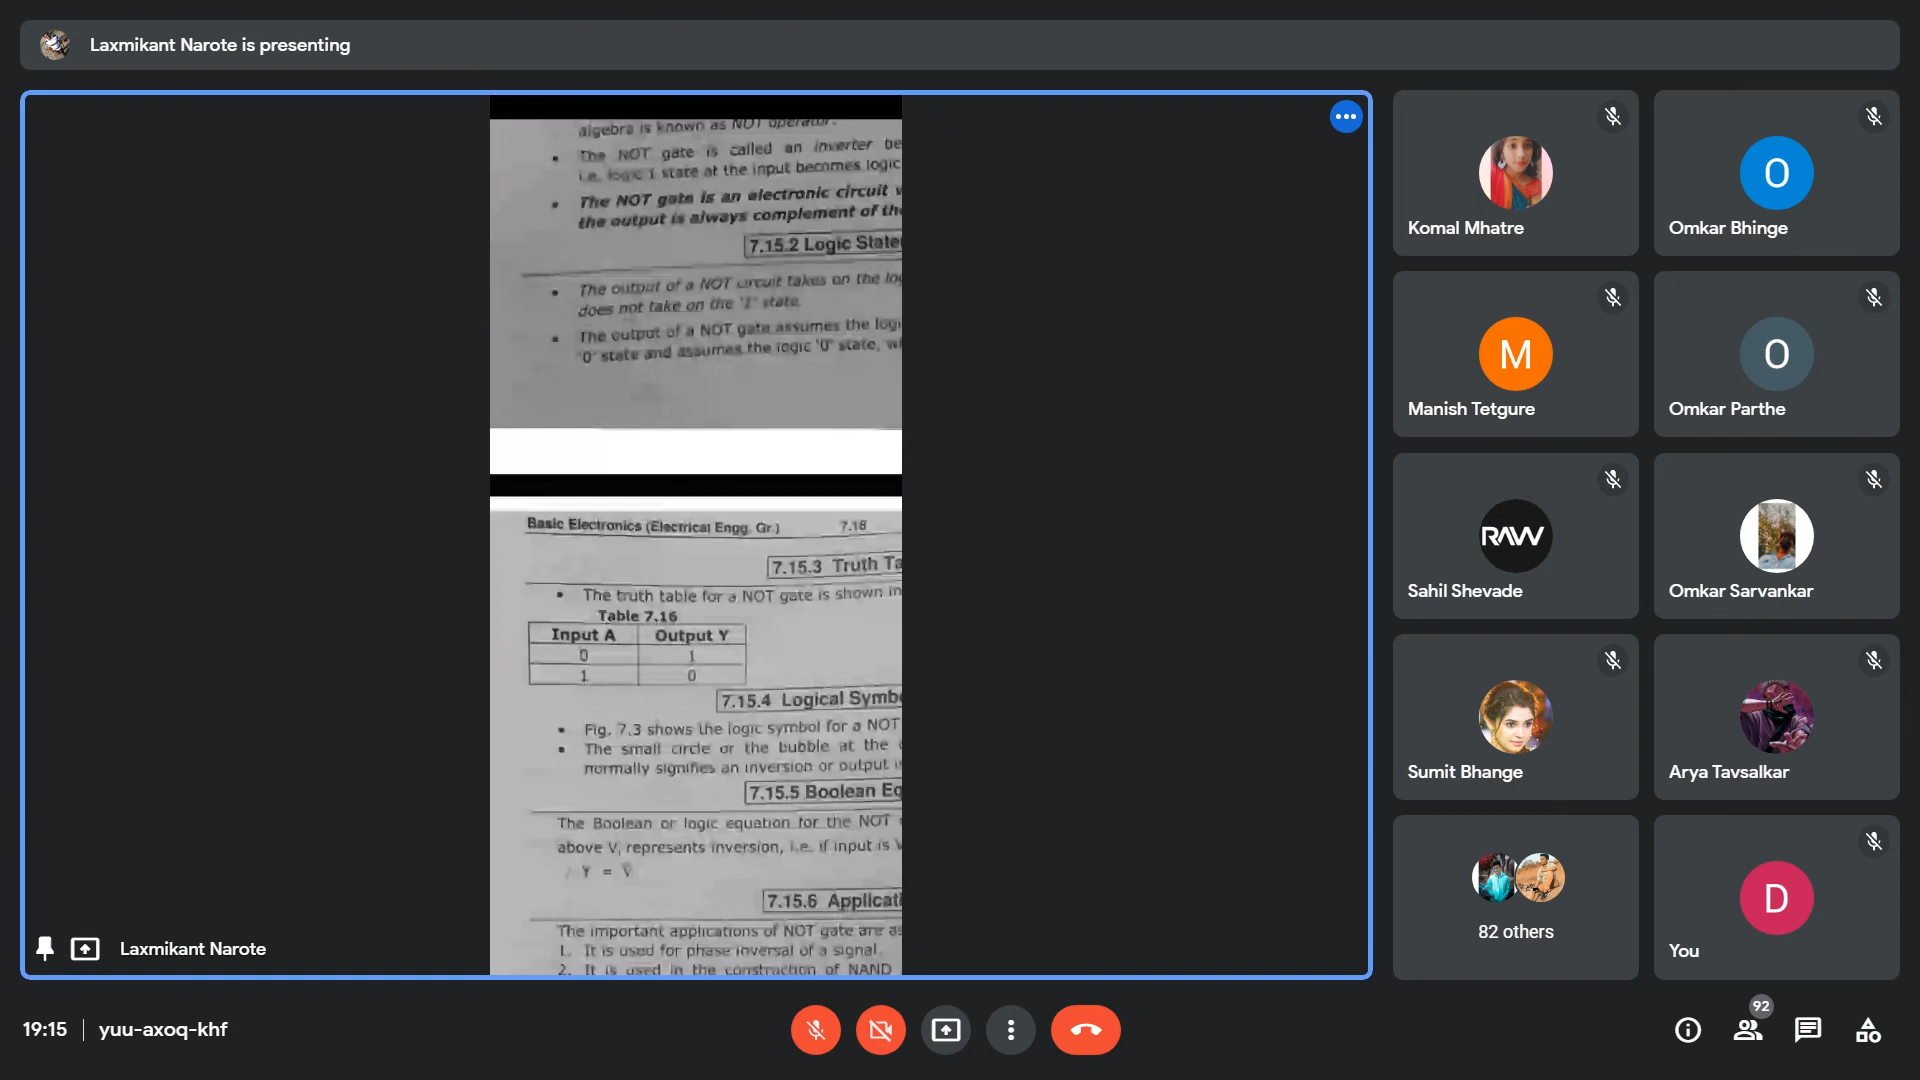 Laxmikant Narote is presenting
algebra is known as NOT operator.
• The NOT gate is called an inverter be
i.e. logic 1 state at the input becomes logic
• The NOT gate is an electronic circuit
the output is always complement of the
7.15.2 Logic State
• The output of a NOT circuit takes on the
does not take on the '1' state.
• The output of a NOT gate assumes the logi
'0' state and assumes the logic '0' state,
Basic Electronics (Electrical Engg. Gr.) 7.18
7.15.3 Truth Ta
• The truth table for a NOT gate is shown in
Table 7.16
Input A Output Y
0 1
1 0
7.15.4 Logical Symb
• Fig. 7.3 shows the logic symbol for a NOT
• The small circle or the bubble at the
normally signifies an inversion or output is
7.15.5 Boolean Eq
The Boolean or logic equation for the NOT
above V, represents inversion, i.e. if input is
Y =
7.15.6 Applicati
The important applications of NOT gate are as
1. It is used for phase inversal of a signal.
2. It is used in the construction of NAND
Laxmikant Narote
Komal Mhatre
O
Omkar Bhinge
M
Manish Tetgure
O
Omkar Parthe
RAW
Sahil Shevade
Omkar Sarvankar
Sumit Bhange
Arya Tavsalkar
82 others
D
You
19:15 | yuu-axoq-khf
92